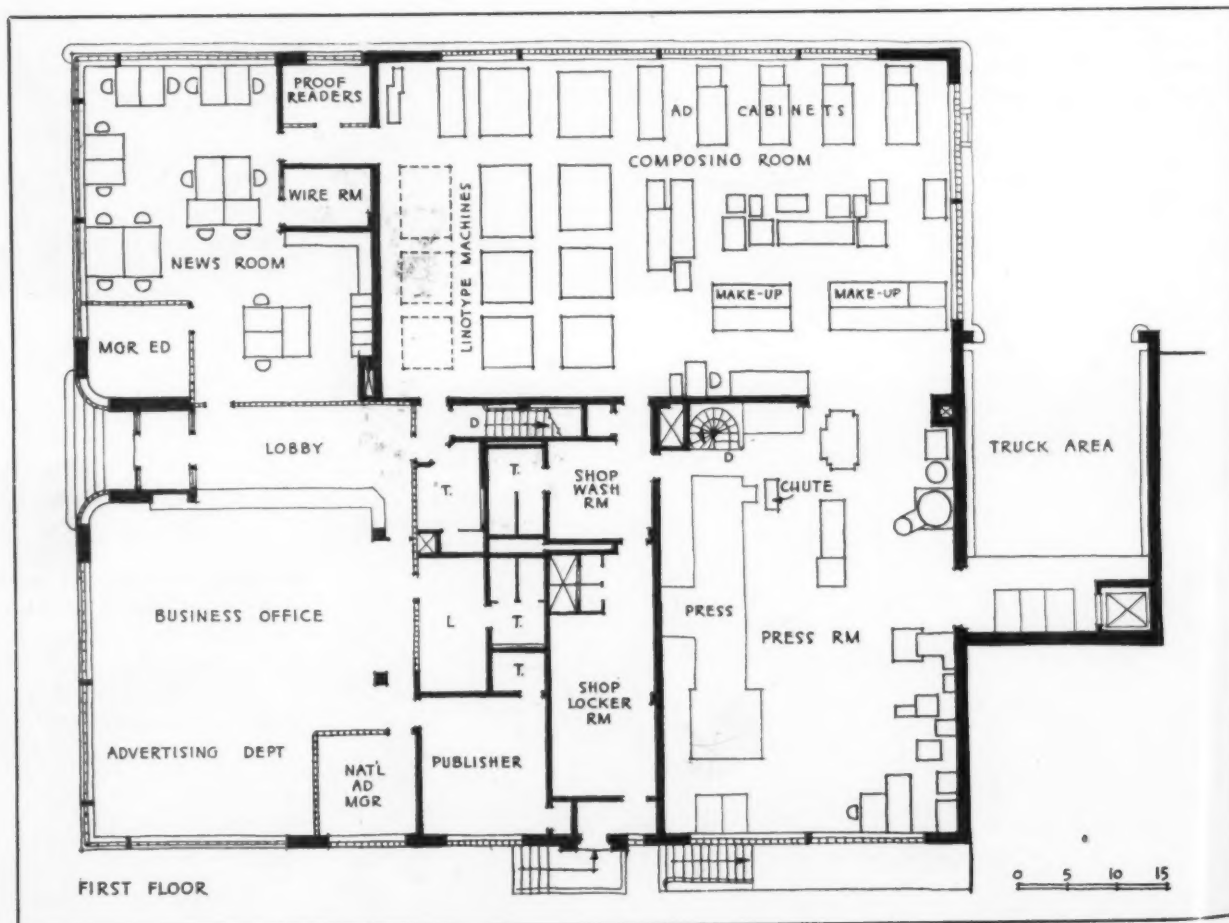 PROOF
READERS
AD CABINETS
COMPOSING ROOM
WIRE RM
LINOTYPE MACHINES
NEWS ROOM
MAKE-UP
MAKE-UP
MGR ED
D
LOBBY
T.
T.
SHOP
WASH
RM
D
CHUTE
TRUCK AREA
BUSINESS OFFICE
L
T.
PRESS
PRESS RM
T.
SHOP
LOCKER
RM
ADVERTISING DEPT
NAT'L
AD
MGR
PUBLISHER
FIRST FLOOR
0 5 10 15